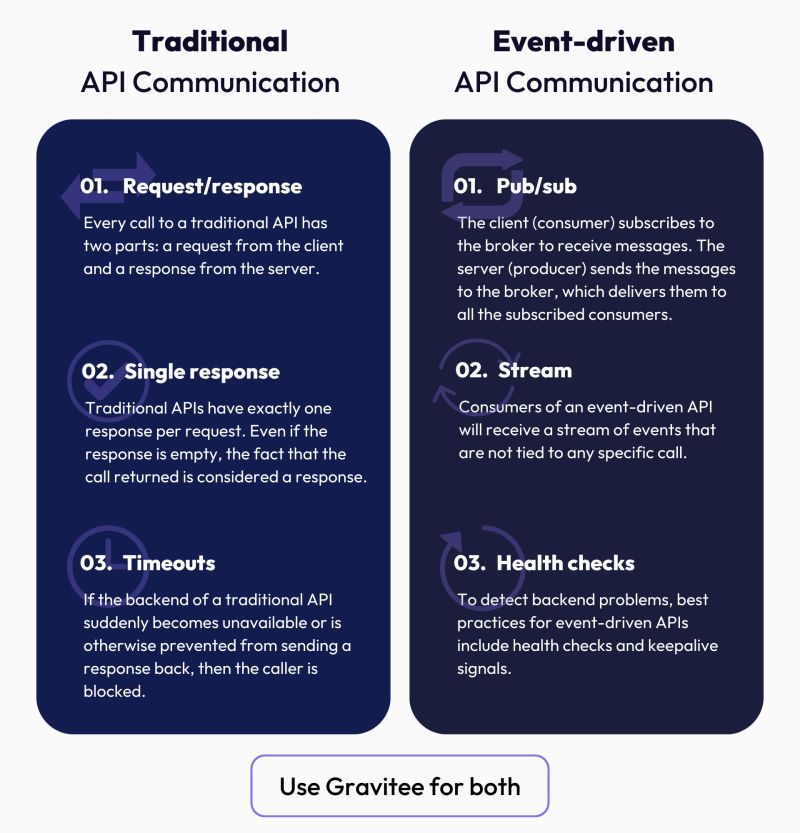 Traditional
API Communication
01. Request/response
Every call to a traditional API has
two parts: a request from the client
and a response from the server.
02. Single response
Traditional APIs have exactly one
response per request. Even if the
response is empty, the fact that the
call returned is considered a response.
03. Timeouts
If the backend of a traditional API
suddenly becomes unavailable or is
otherwise prevented from sending a
response back, then the caller is
blocked.
Event-driven
API Communication
01. Pub/sub
The client (consumer) subscribes to
the broker to receive messages. The
server (producer) sends the messages
to the broker, which delivers them to
all the subscribed consumers.
02. Stream
Consumers of an event-driven API
will receive a stream of events that
are not tied to any specific call.
03. Health checks
To detect backend problems, best
practices for event-driven APIs
include health checks and keepalive
signals.
Use Gravitee for both